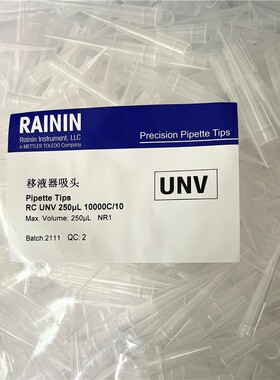 RAININ
Rainin Instrument, LLC
a METTLER TOLEDO Company
Precision Pipette Tips
移液器吸头
Pipette Tips
RC UNV 250µL 10000C/10
Max. Volume: 250µL NR1
Batch:2111 QC: 2
UNV